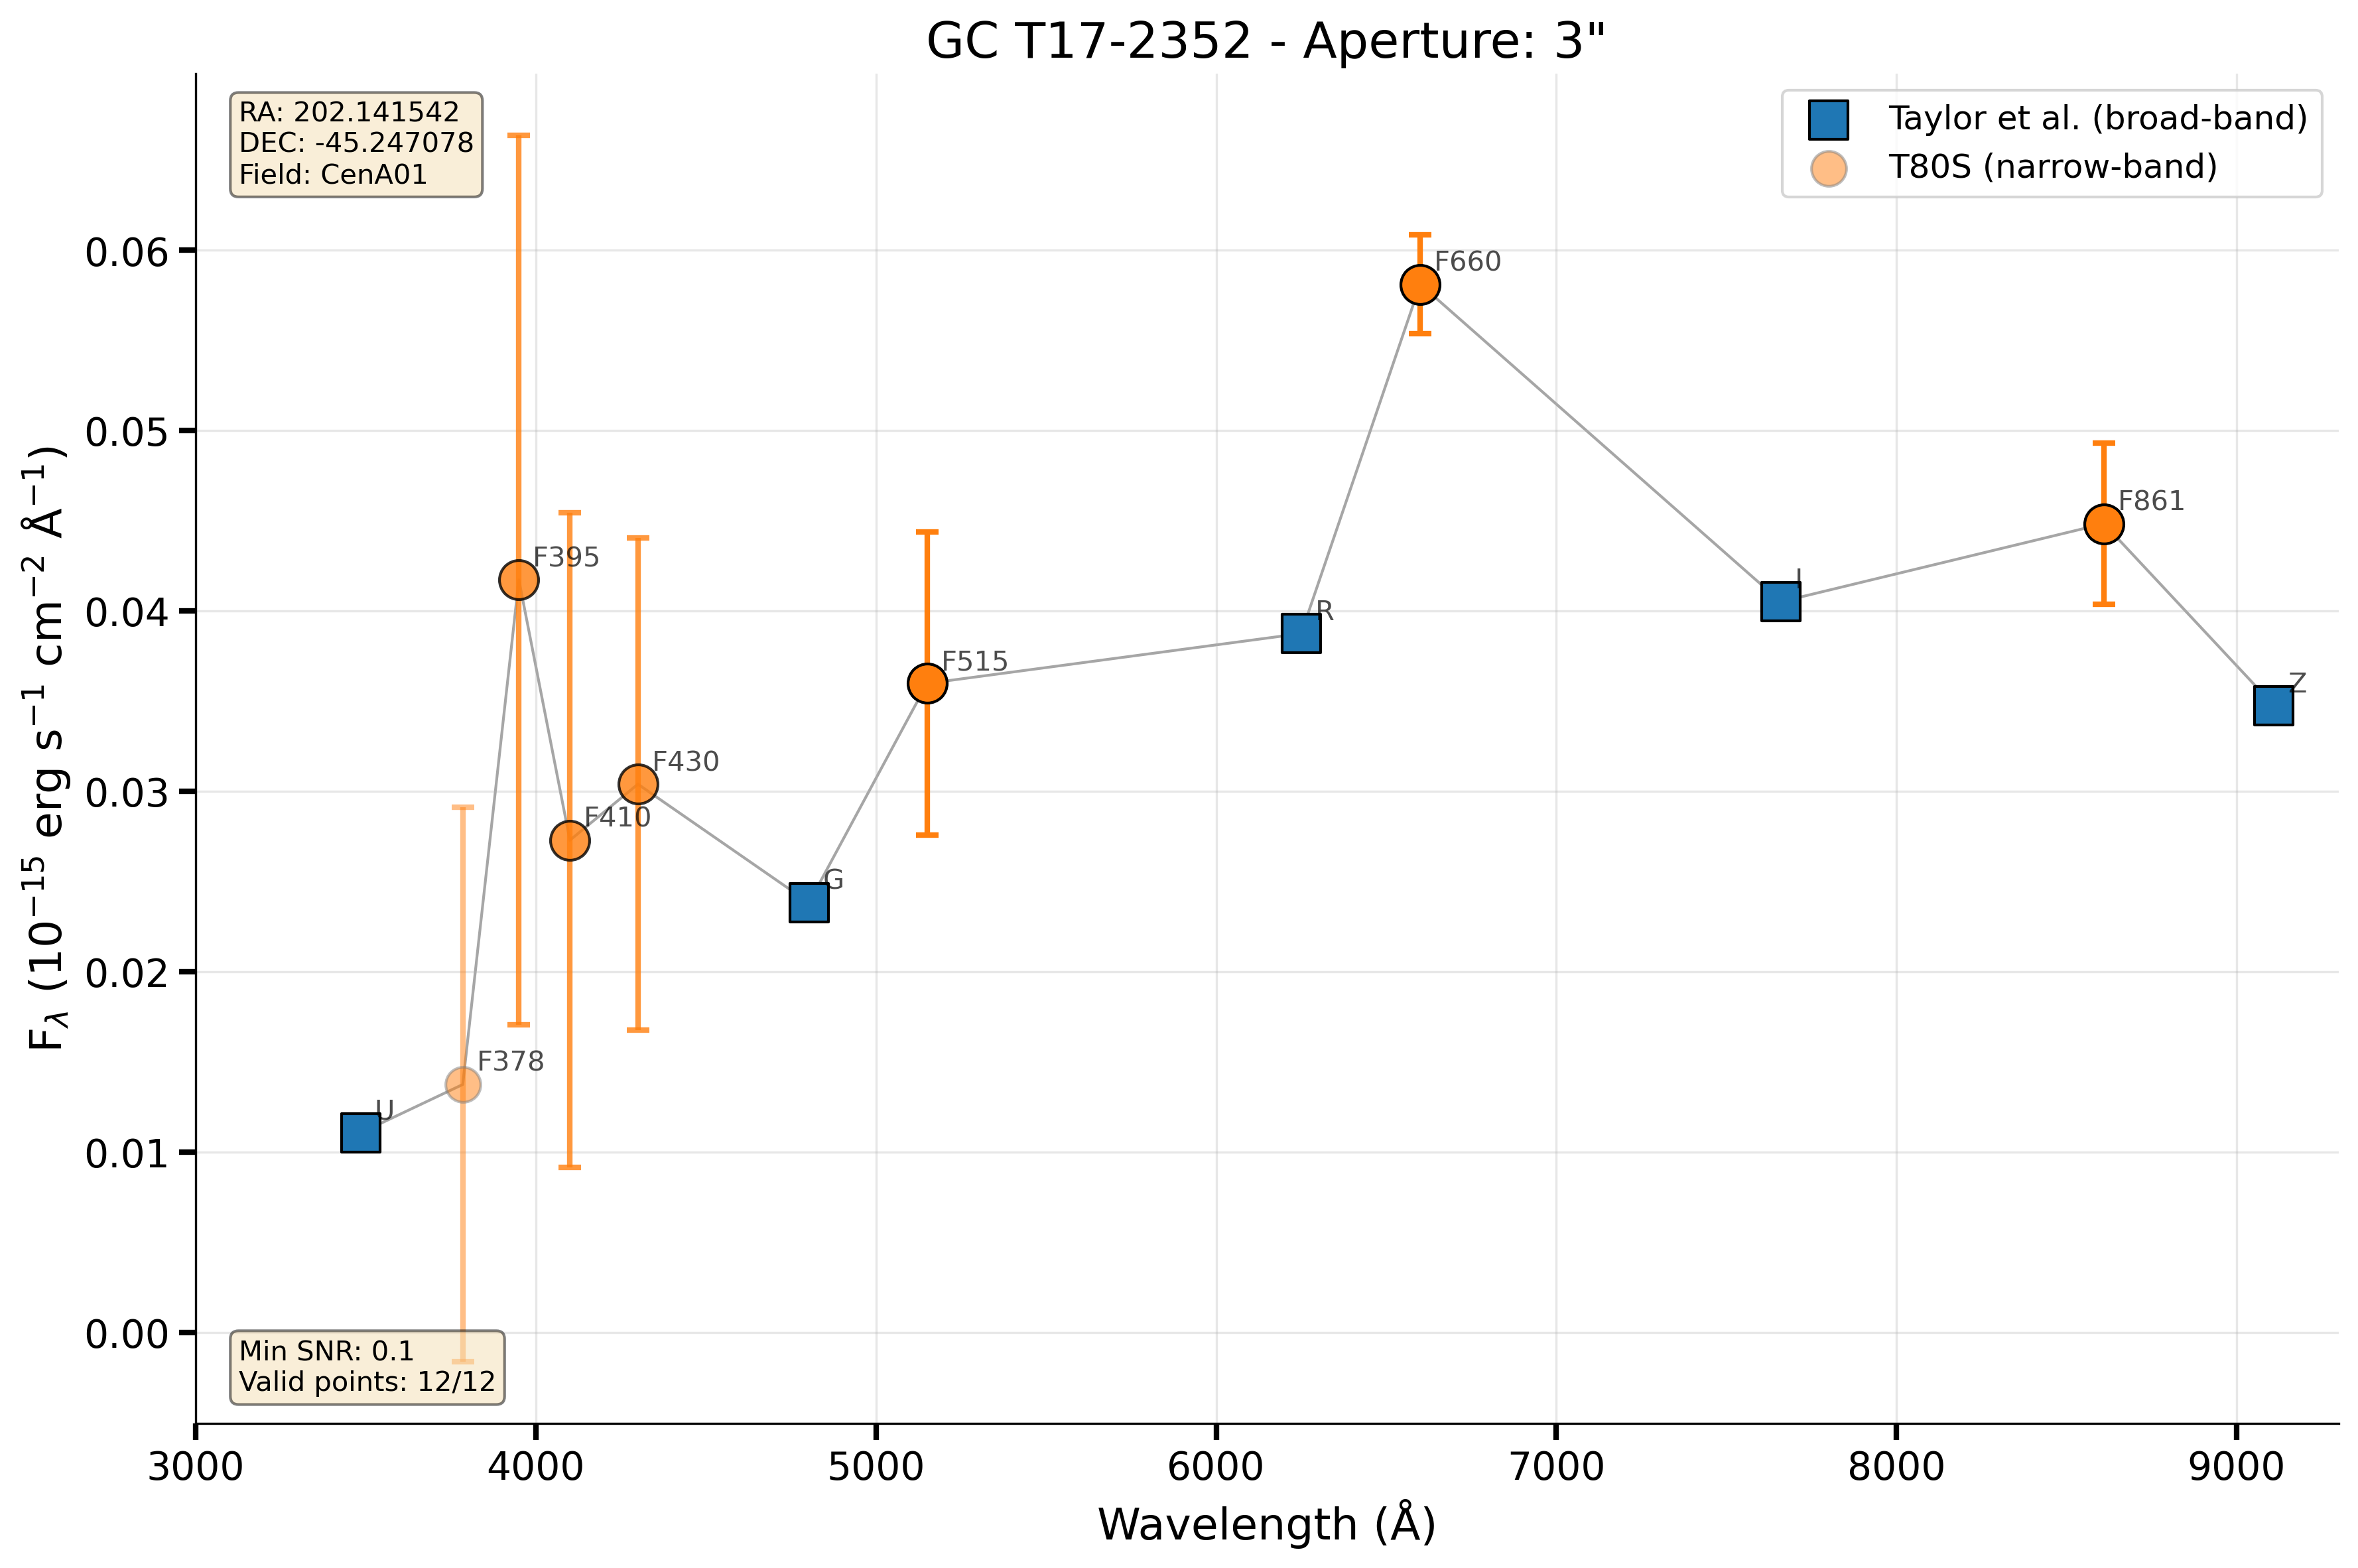 GC T17-2352 - Aperture: 3"
RA: 202.141542
DEC: -45.247078
Field: CenA01
Taylor et al. (broad-band)
T80S (narrow-band)
F660
F861
F395
I
R
F515
Z
F430
F410
G
F378
U
0.06
0.05
0.04
0.03
0.02
0.01
0.00
Fλ (10⁻¹⁵ erg s⁻¹ cm⁻² Å⁻¹)
Min SNR: 0.1
Valid points: 12/12
3000 4000 5000 6000 7000 8000 9000
Wavelength (Å)